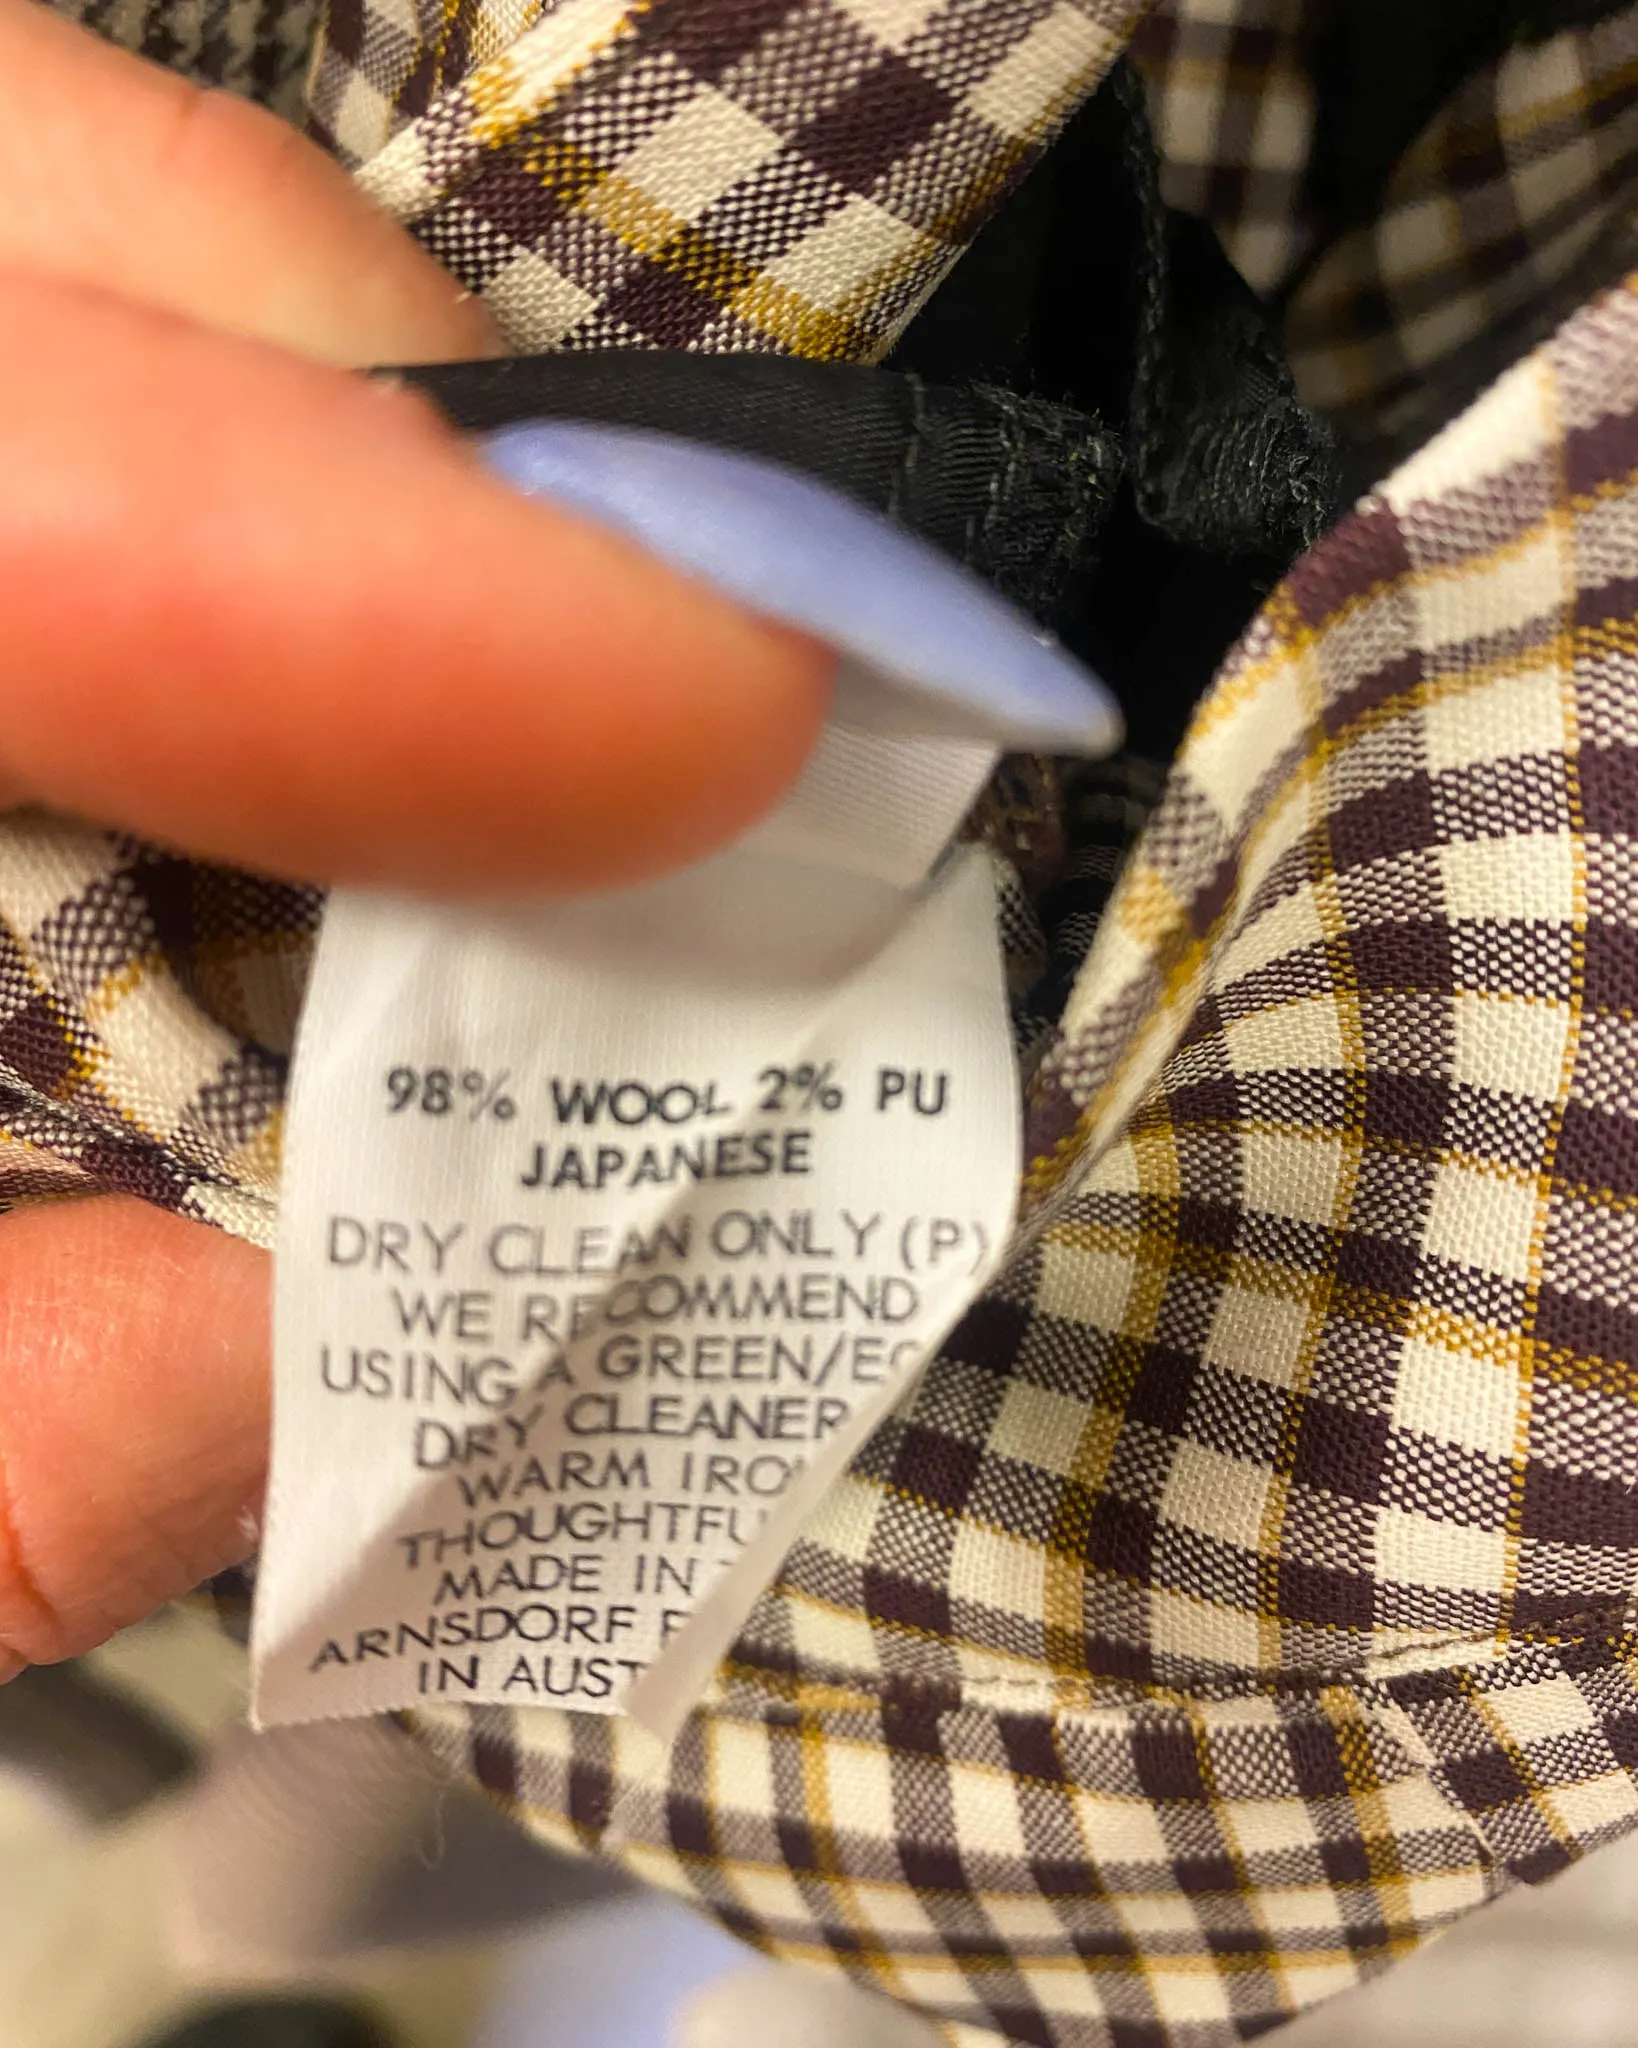 98% WOOL 2% PU
JAPANESE
DRY CLEAN ONLY (P)
WE RECOMMEND
USING A GREEN/EC
DRY CLEANER
WARM IRO
THOUGHTFU
MADE IN
ARNSDORF F
IN AUST